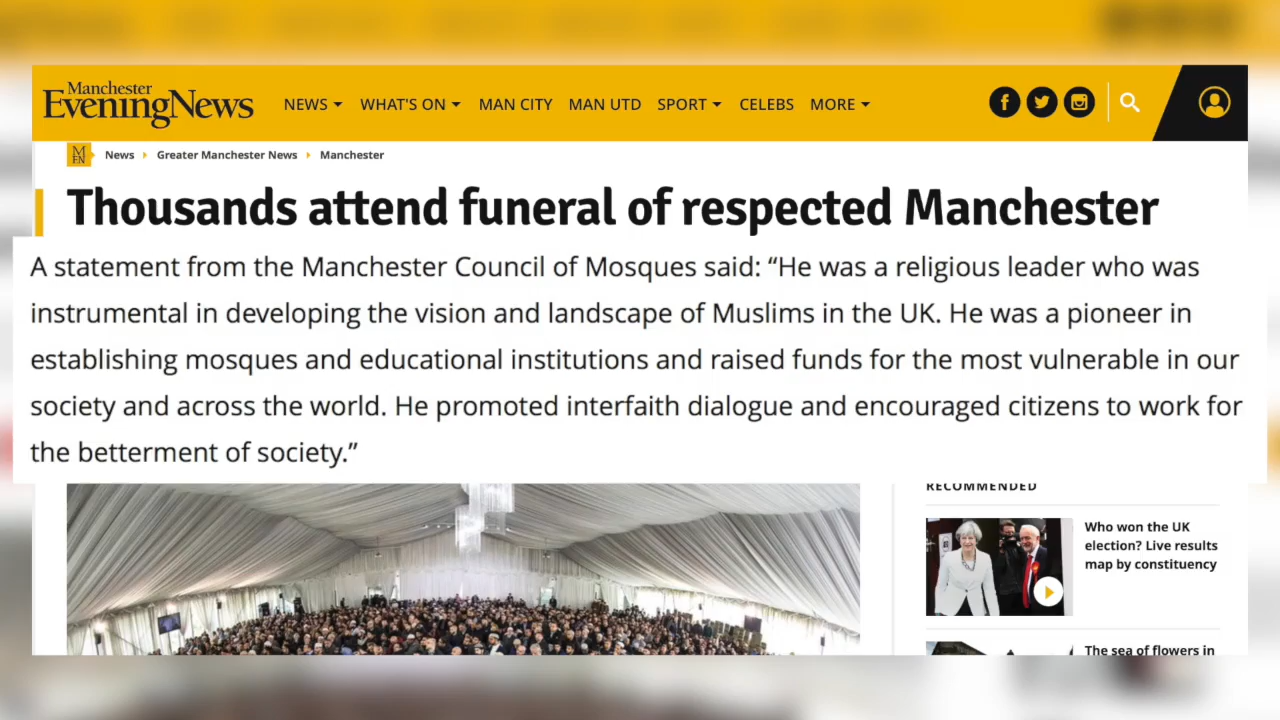 Manchester
EveningNews
NEWS WHAT'S ON MAN CITY MAN UTD SPORT CELEBS MORE
M
EN
News Greater Manchester News Manchester
Thousands attend funeral of respected Manchester
A statement from the Manchester Council of Mosques said: “He was a religious leader who was
instrumental in developing the vision and landscape of Muslims in the UK. He was a pioneer in
establishing mosques and educational institutions and raised funds for the most vulnerable in our
society and across the world. He promoted interfaith dialogue and encouraged citizens to work for
the betterment of society.”
RECOMMENDED
Who won the UK
election? Live results
map by constituency
The sea of flowers in